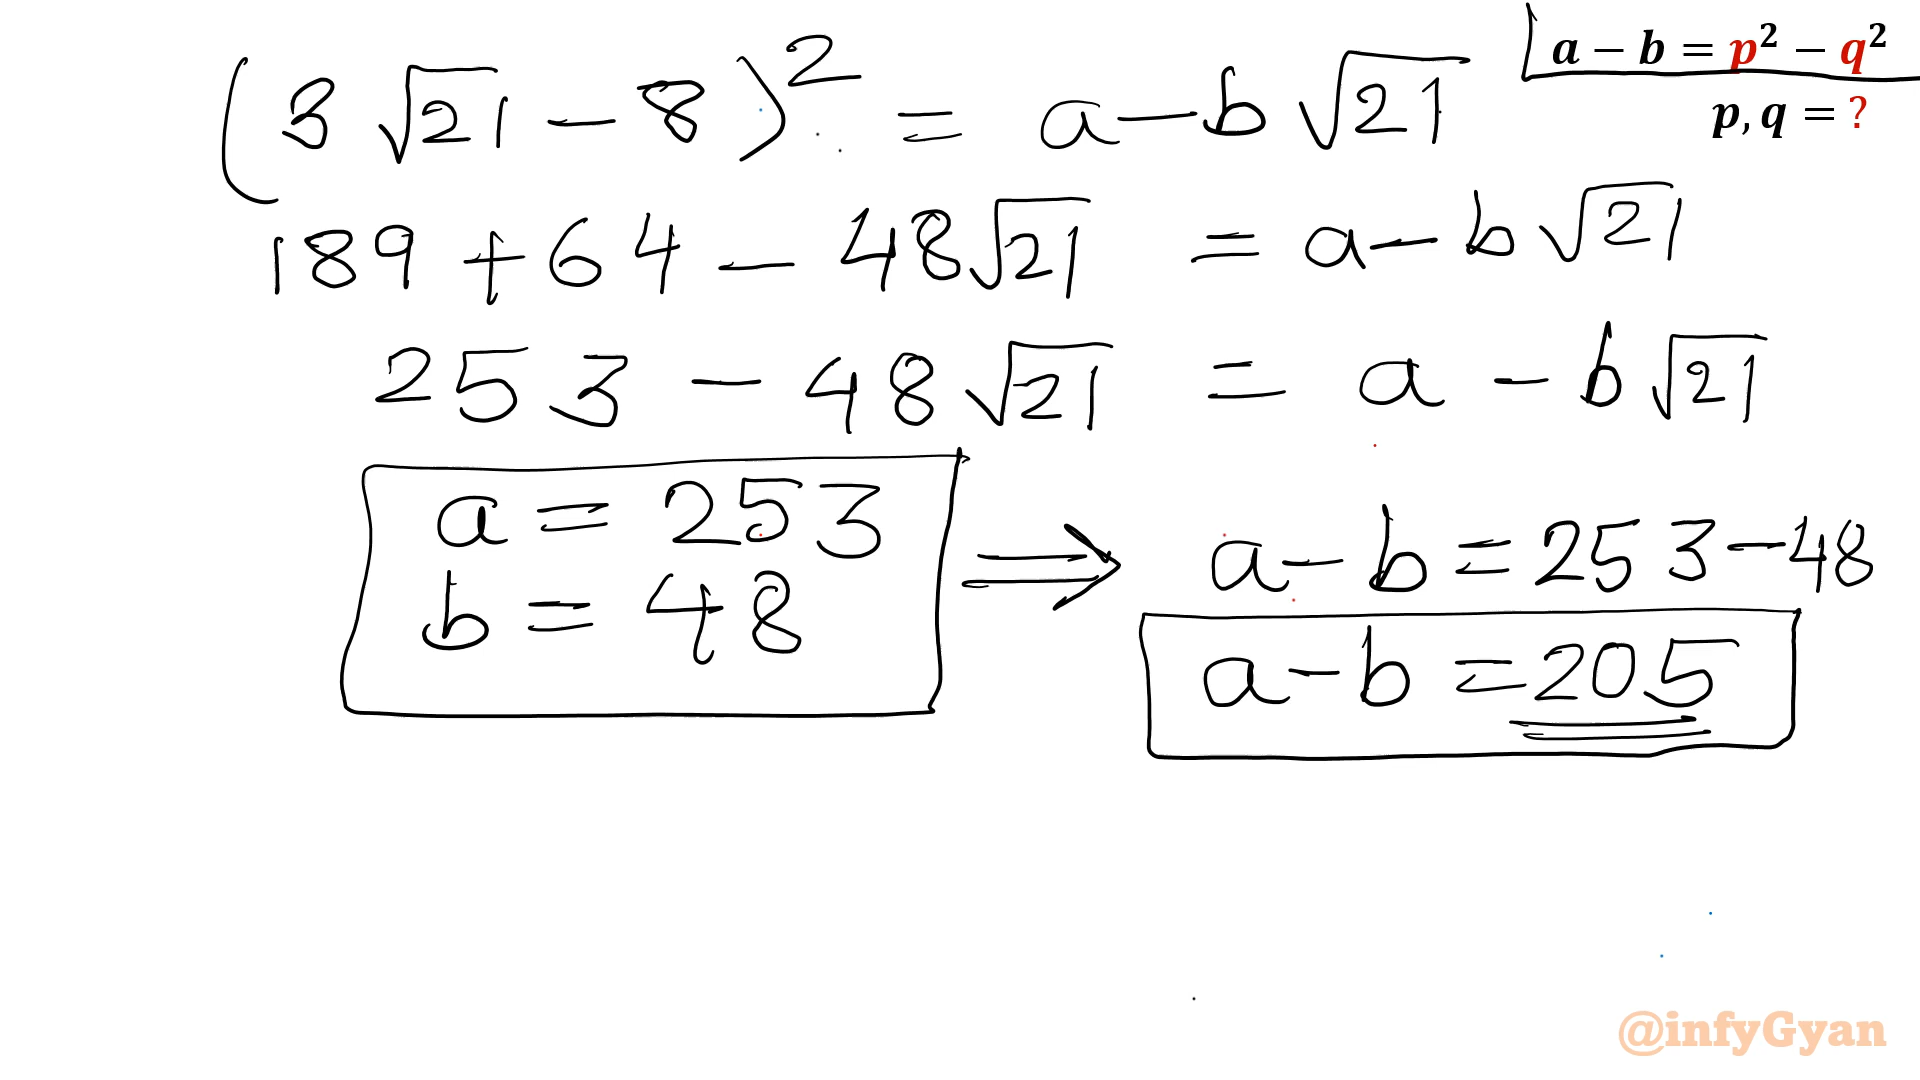 (3√21 − 8)² = a − b√21
a − b = p² − q²
p, q = ?
189 + 64 − 48√21 = a − b√21
253 − 48√21 = a − b√21
a = 253
b = 48
⟹
a − b = 253 − 48
a − b = 205
@infyGyan